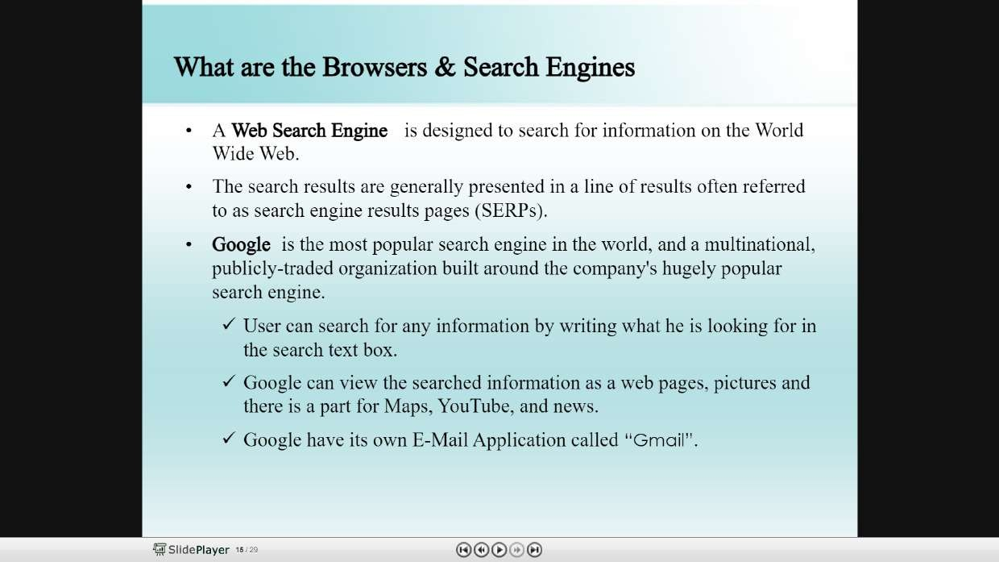 What are the Browsers & Search Engines
• A Web Search Engine is designed to search for information on the World
Wide Web.
• The search results are generally presented in a line of results often referred
to as search engine results pages (SERPs).
• Google is the most popular search engine in the world, and a multinational,
publicly-traded organization built around the company's hugely popular
search engine.
✓ User can search for any information by writing what he is looking for in
the search text box.
✓ Google can view the searched information as a web pages, pictures and
there is a part for Maps, YouTube, and news.
✓ Google have its own E-Mail Application called “Gmail”.
SlidePlayer 15 / 29